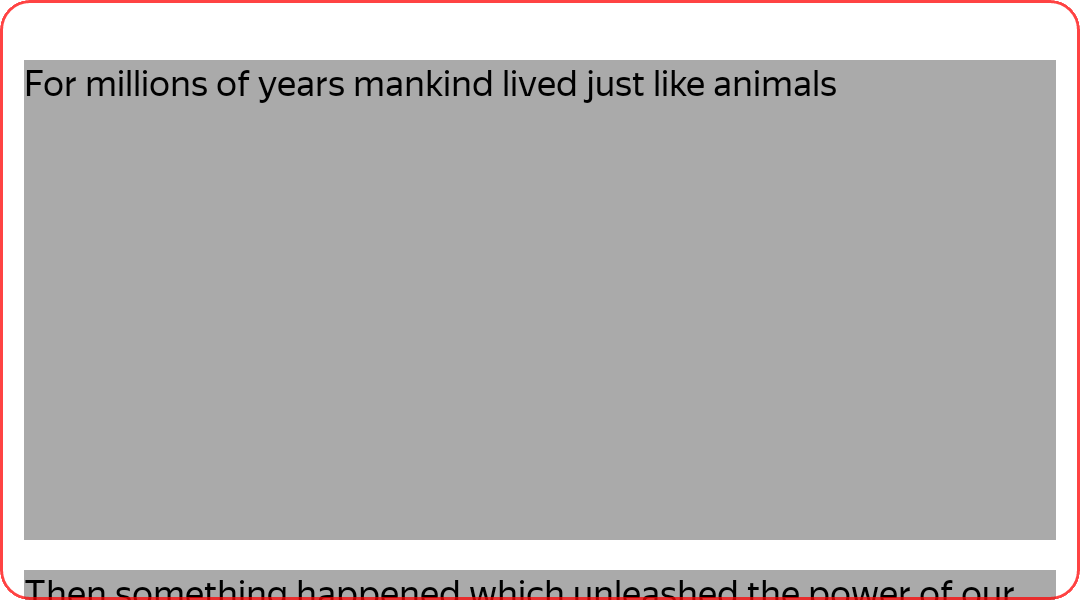 For millions of years mankind lived just like animals
Then something happened which unleashed the power of our